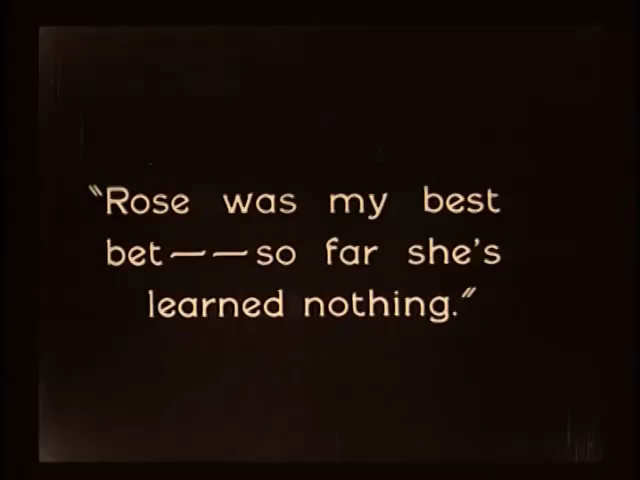 "Rose was my best
bet——so far she's
learned nothing."